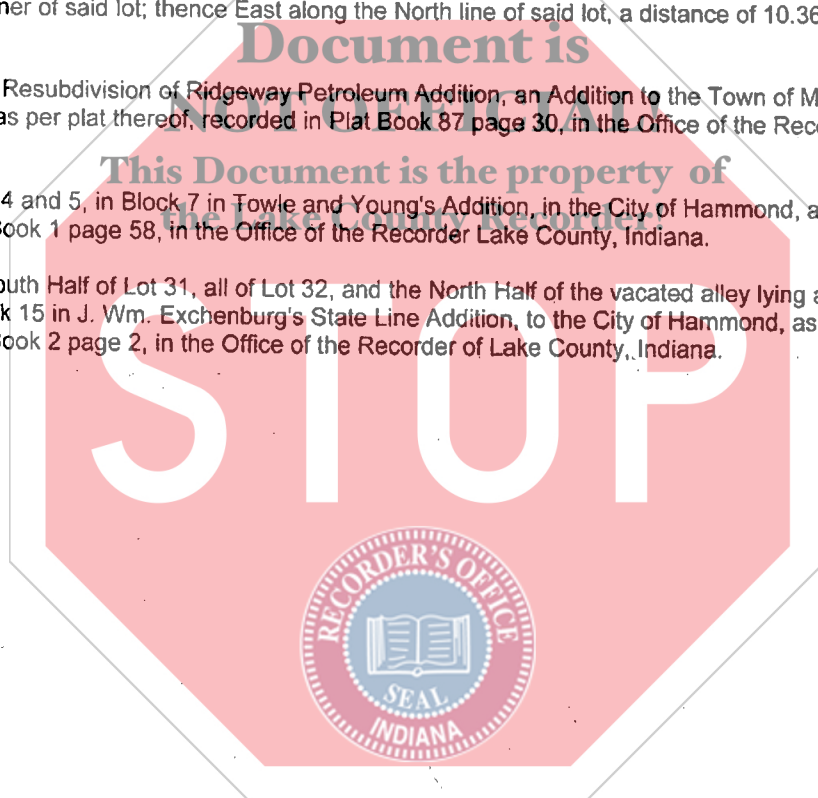 ner of said lot; thence East along the North line of said lot, a distance of 10.36
Document is
Resubdivision of Ridgeway Petroleum Addition, an Addition to the Town of M
NOT OFFICIAL
as per plat thereof, recorded in Plat Book 87 page 30, in the Office of the Rec
This Document is the property of
4 and 5, in Block 7 in Towle and Young's Addition, in the City of Hammond, a
the Lake County Recorder!
Book 1 page 58, in the Office of the Recorder Lake County, Indiana.
outh Half of Lot 31, all of Lot 32, and the North Half of the vacated alley lying a
k 15 in J. Wm. Exchenburg's State Line Addition, to the City of Hammond, as
Book 2 page 2, in the Office of the Recorder of Lake County, Indiana.
STOP
RECORDER'S OFFICE
SEAL
INDIANA